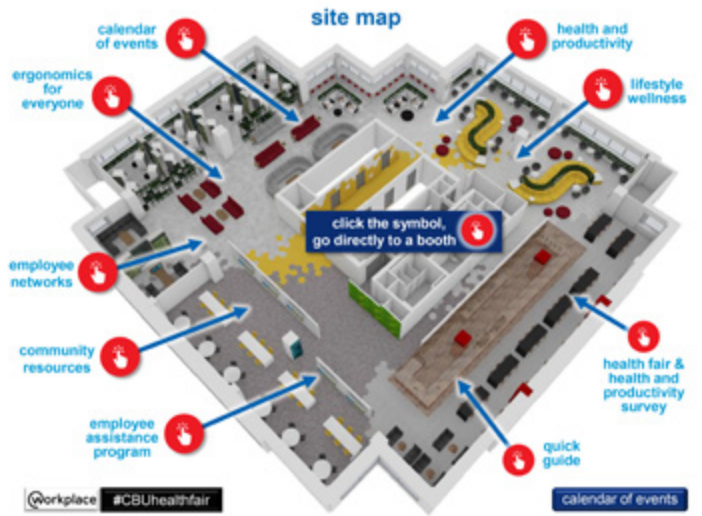 site map
calendar
of events
health and
productivity
ergonomics
for
everyone
lifestyle
wellness
click the symbol,
go directly to a booth
employee
networks
community
resources
health fair &
health and
productivity
survey
employee
assistance
program
quick
guide
@workplace
#CBUhealthfair
calendar of events